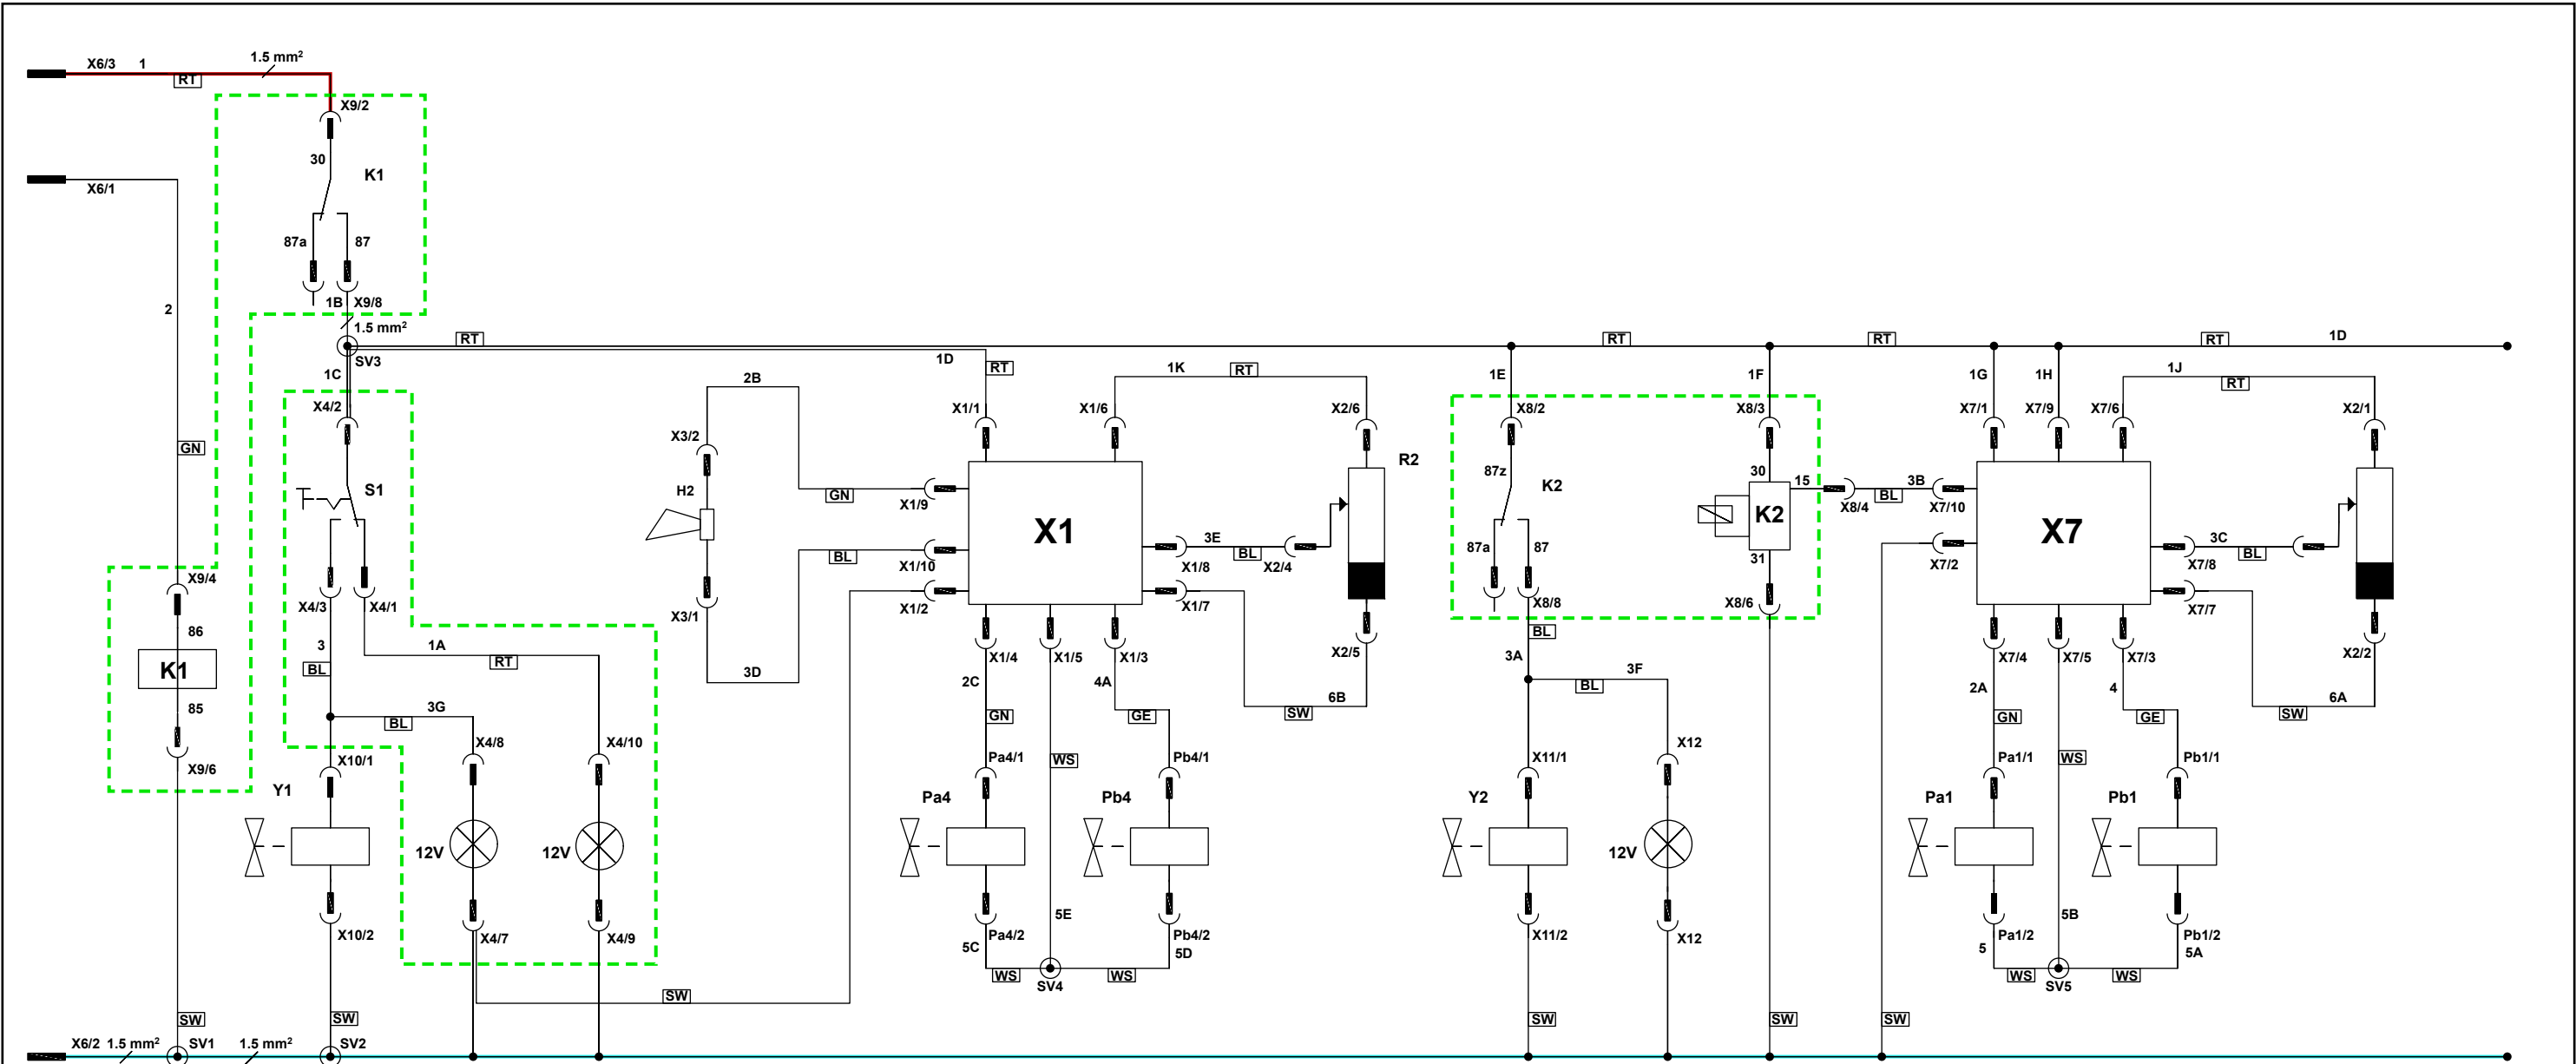 X6/3 1 1.5 mm²
RT
X9/2
X6/1
30
K1
87a 87
2
1B X9/8
1.5 mm²
RT RT RT RT 1D
SV3
1D
RT
1C
2B
1K RT
1E
1F
1G 1H
1J
RT
X4/2
X1/1 X1/6 X2/6
X8/2 X8/3
X7/1 X7/9 X7/6 X2/1
GN
X3/2
R2
87z
30
S1
H2
GN
X1/9
K2
15
K2
X8/4
BL
3B
X7/10
X1
X7
BL
X1/10
3E
BL
X1/8 X2/4
87a 87
31
X7/2
3C
BL
X7/8
X9/4
X4/3 X4/1
X3/1
X1/2
X1/7
X8/8
X8/6
X7/7
86
K1
85
3
BL
1A
RT
X1/4 X1/5 X1/3
X2/5
BL
3A
X7/4 X7/5 X7/3
X2/2
3D
2C
4A
6B
SW
3F
BL
2A
4
6A
SW
3G
BL
GN
GE
GN
GE
X4/8 X4/10
X12
X9/6
X10/1
Pa4/1
WS
Pb4/1
X11/1
Pa1/1
WS
Pb1/1
Y1
Pa4
Pb4
Y2
Pa1
Pb1
12V
12V
12V
X10/2
X4/7 X4/9
5E
5C
Pa4/2
Pb4/2
5D
X11/2
X12
5B
5
Pa1/2
Pb1/2
5A
WS
WS
SV4
WS
WS
SV5
SW
SW
SW
SW
SW
SW
X6/2 1.5 mm² SV1 1.5 mm² SV2